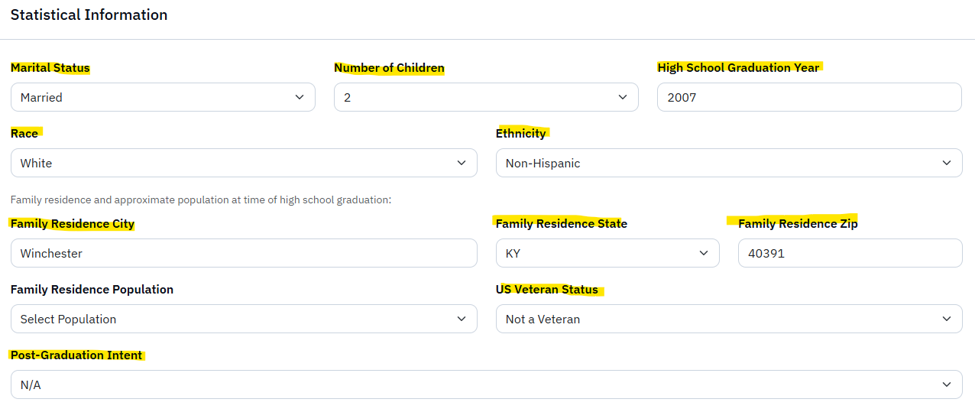 Statistical Information
Marital Status Number of Children High School Graduation Year
Married 2 2007
Race Ethnicity
White Non-Hispanic
Family residence and approximate population at time of high school graduation:
Family Residence City Family Residence State Family Residence Zip
Winchester KY 40391
Family Residence Population US Veteran Status
Select Population Not a Veteran
Post-Graduation Intent
N/A